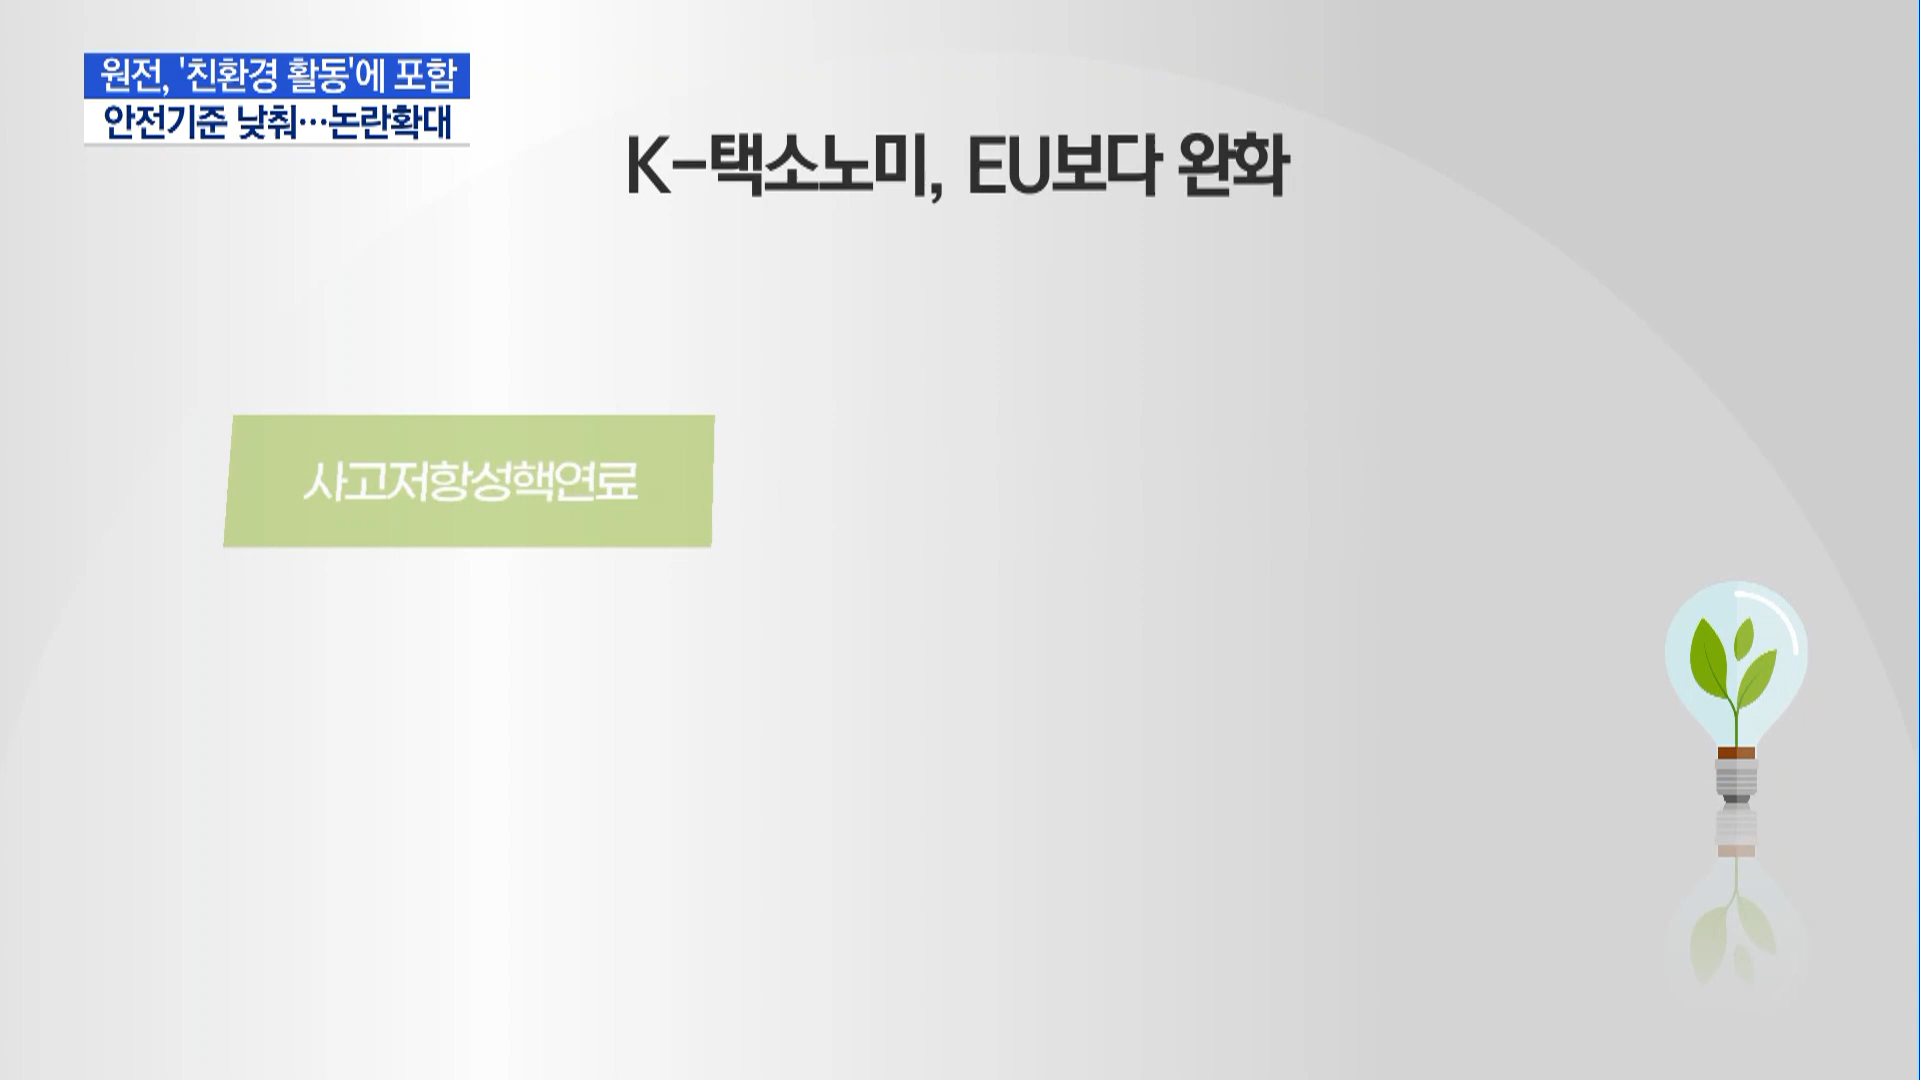 원전, '친환경 활동'에 포함
안전기준 낮춰…논란확대
K-택소노미, EU보다 완화
사고저항성핵연료